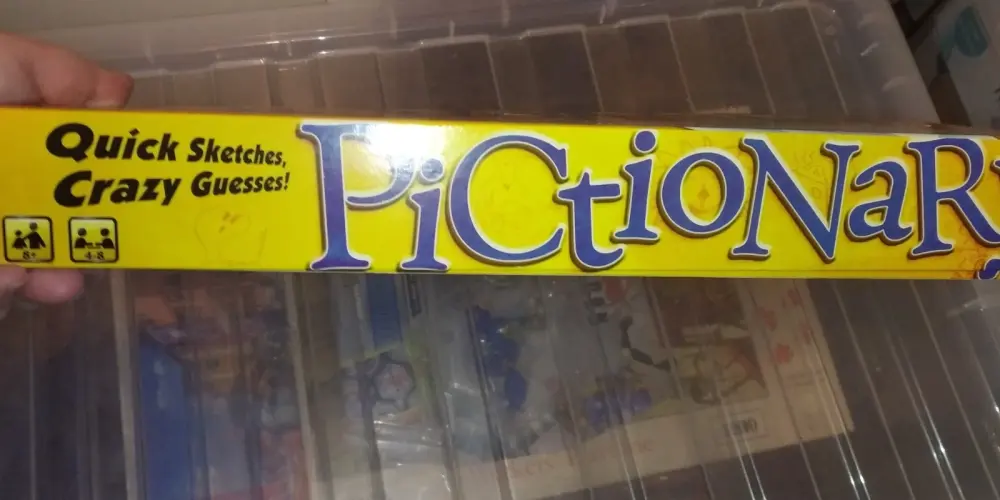 Quick Sketches,
Crazy Guesses!
PictioNaR
8+
4-8